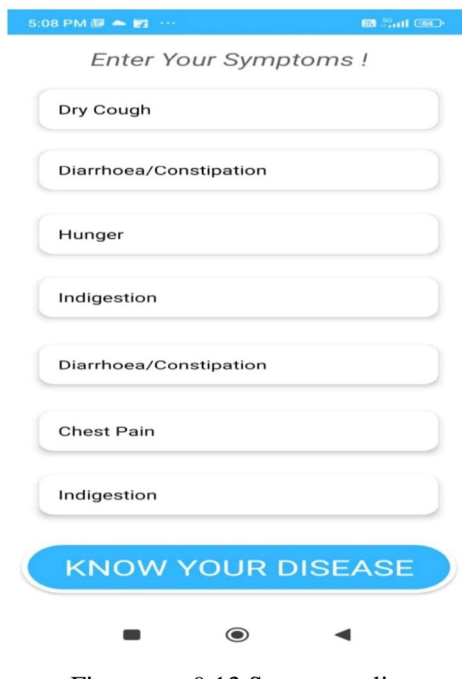 5:08 PM
64
Enter Your Symptoms !
Dry Cough
Diarrhoea/Constipation
Hunger
Indigestion
Diarrhoea/Constipation
Chest Pain
Indigestion
KNOW YOUR DISEASE